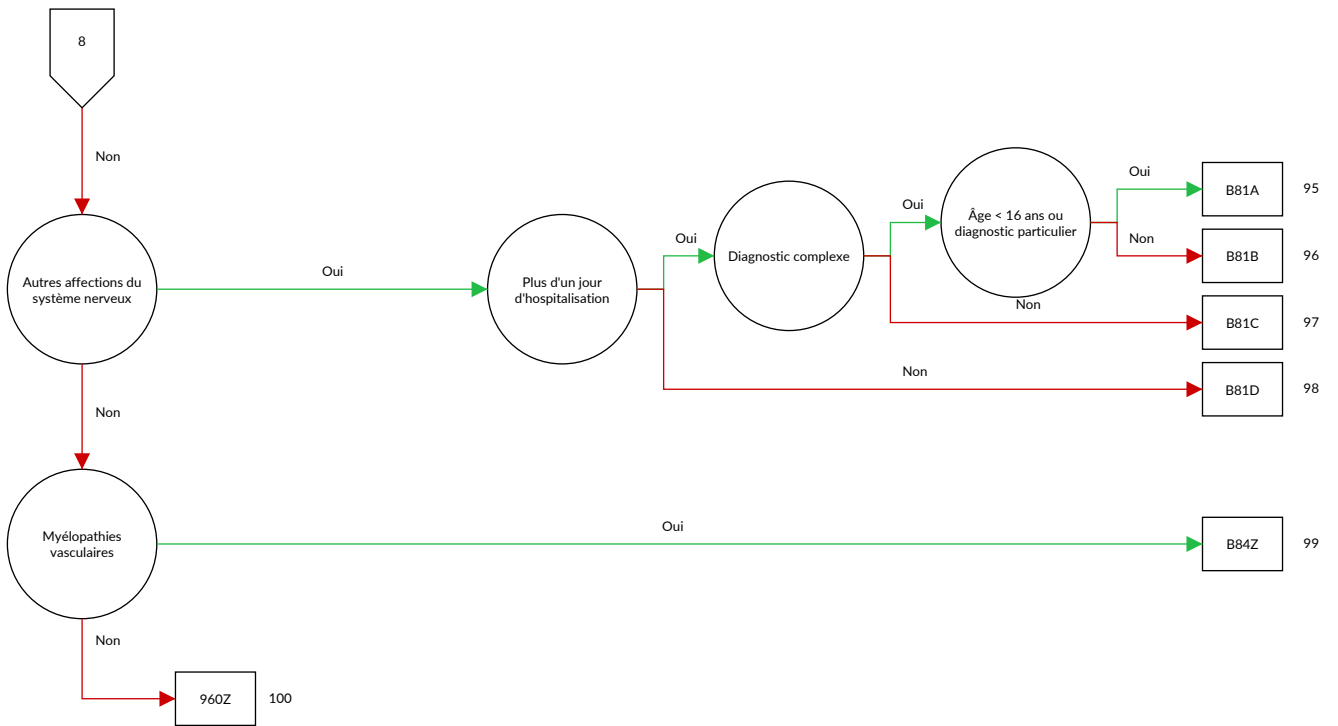 8
Non
Autres affections du
système nerveux
Oui
Plus d'un jour
d'hospitalisation
Oui
Diagnostic complexe
Oui
Âge < 16 ans ou
diagnostic particulier
Oui
B81A
95
Non
B81B
96
Non
B81C
97
Non
B81D
98
Non
Myélopathies
vasculaires
Oui
B84Z
99
Non
960Z
100